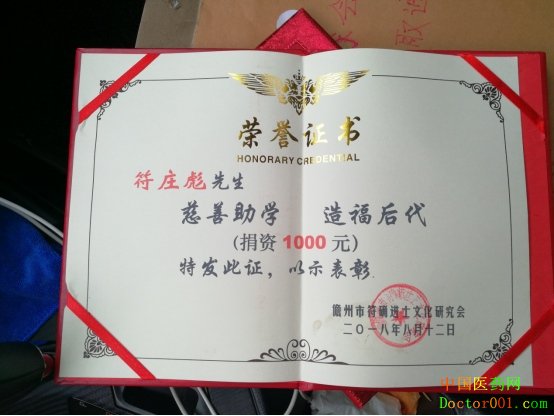 荣誉证书
HONORARY CREDENTIAL
符庄彪先生
慈善助学 造福后代
(捐资1000元)
特发此证，以示表彰.
儋州市符确进士文化研究会
二〇一八年八月十二日
中国医药网
Doctor001.com